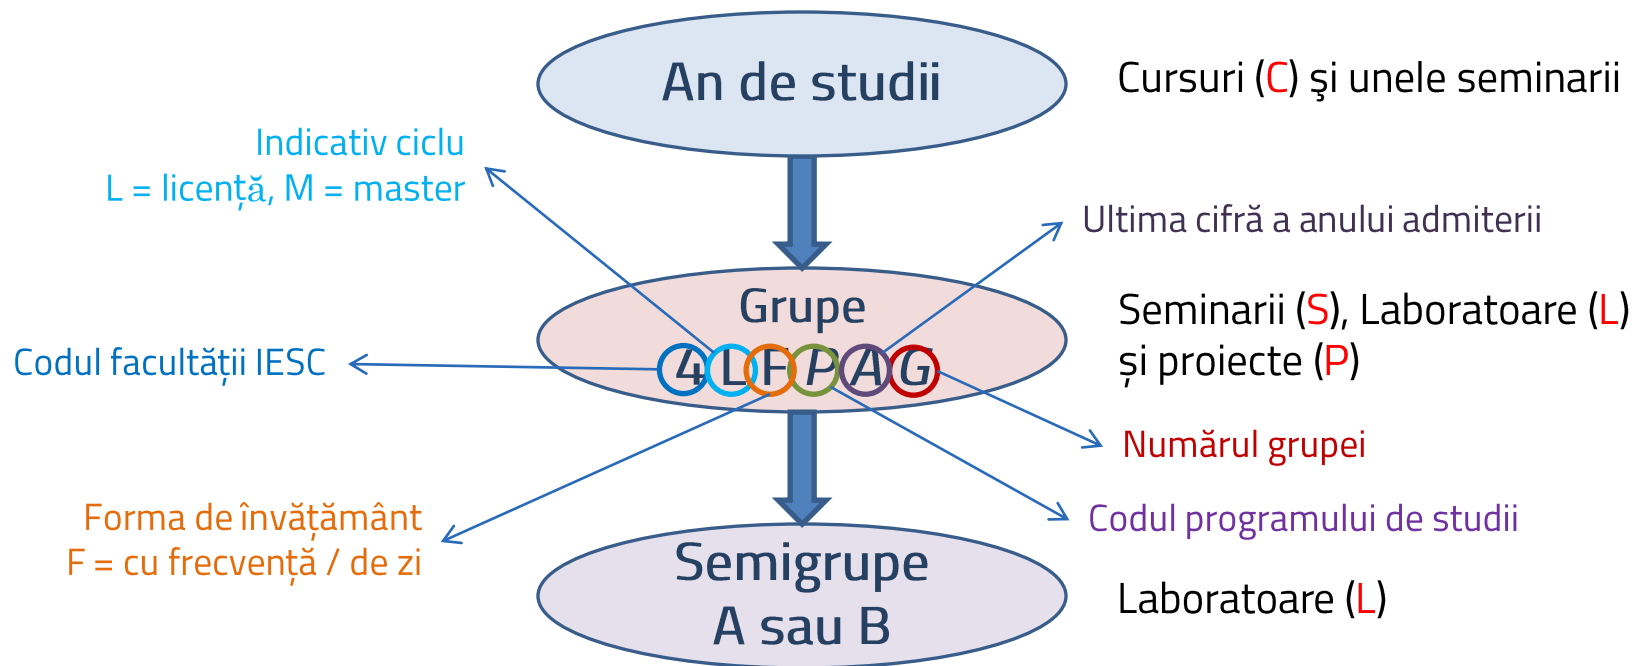 An de studii
Cursuri (C) şi unele seminarii
Indicativ ciclu
L = licență, M = master
Ultima cifră a anului admiterii
Grupe
4LFPAG
Seminarii (S), Laboratoare (L)
și proiecte (P)
Codul facultății IESC
Numărul grupei
Forma de învățământ
F = cu frecvență / de zi
Codul programului de studii
Semigrupe
A sau B
Laboratoare (L)